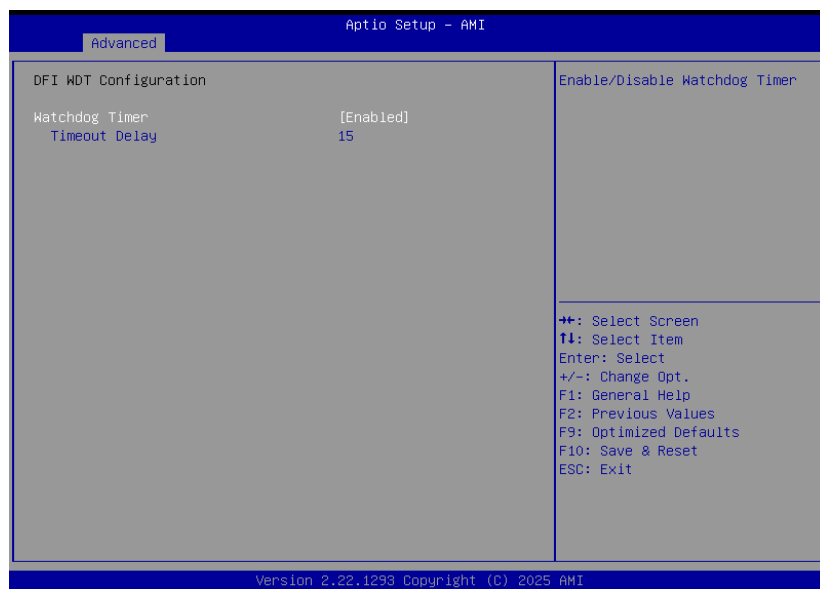 Aptio Setup – AMI
Advanced
DFI WDT Configuration
Watchdog Timer [Enabled]
Timeout Delay 15
Enable/Disable Watchdog Timer
→←: Select Screen
↑↓: Select Item
Enter: Select
+/-: Change Opt.
F1: General Help
F2: Previous Values
F9: Optimized Defaults
F10: Save & Reset
ESC: Exit
Version 2.22.1293 Copyright (C) 2025 AMI